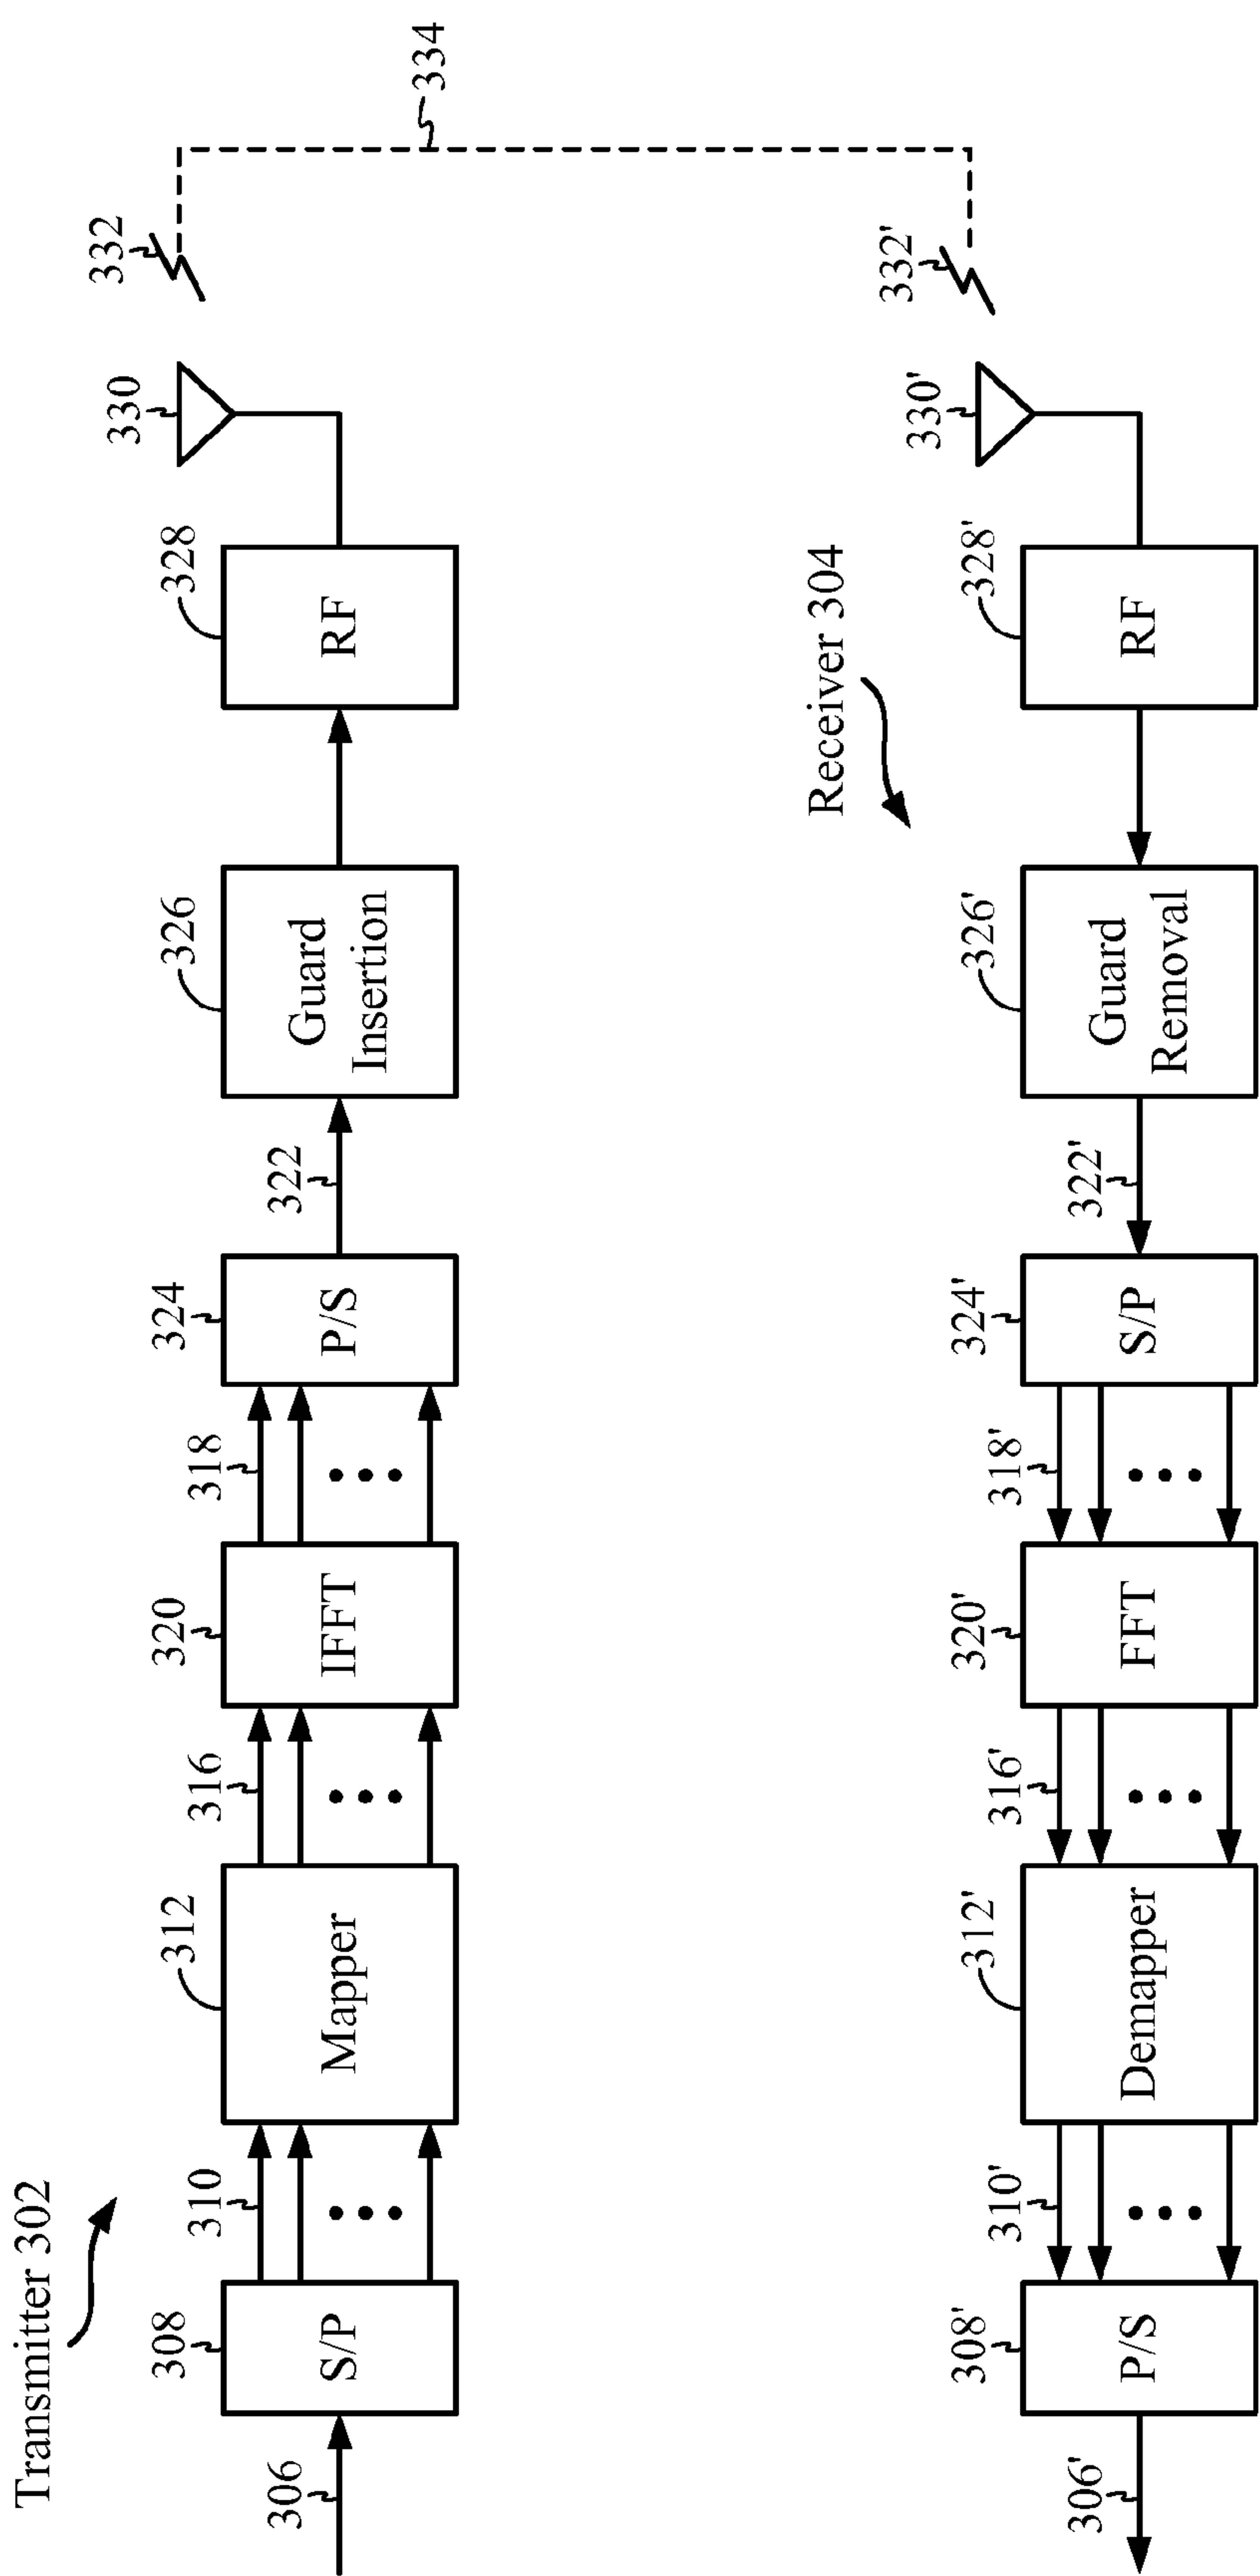 Transmitter 302
306
308
S/P
310
312
Mapper
316
320
IFFT
318
324
P/S
322
326
Guard
Insertion
328
RF
330
332
334
Receiver 304
306'
308'
P/S
310'
312'
Demapper
316'
320'
FFT
318'
324'
S/P
322'
326'
Guard
Removal
328'
RF
330'
332'